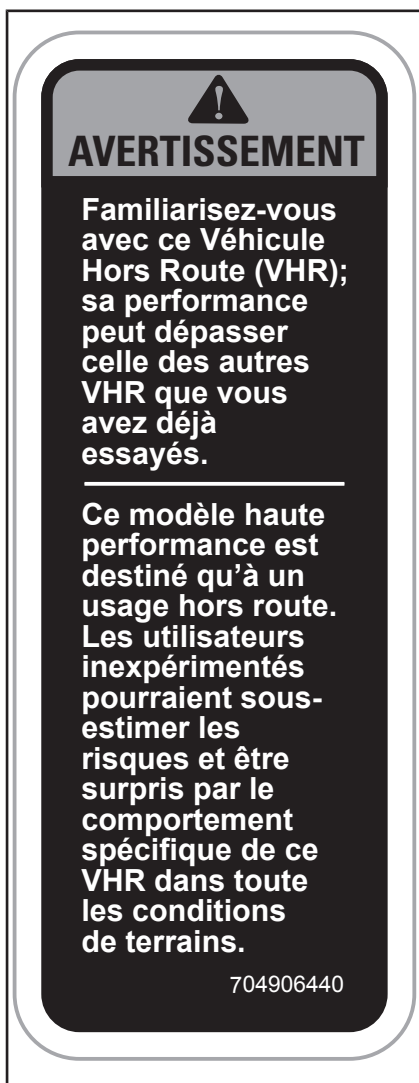 AVERTISSEMENT
Familiarisez-vous
avec ce Véhicule
Hors Route (VHR);
sa performance
peut dépasser
celle des autres
VHR que vous
avez déjà
essayés.
Ce modèle haute
performance est
destiné qu’à un
usage hors route.
Les utilisateurs
inexpérimentés
pourraient sous-
estimer les
risques et être
surpris par le
comportement
spécifique de ce
VHR dans toute
les conditions
de terrains.
704906440